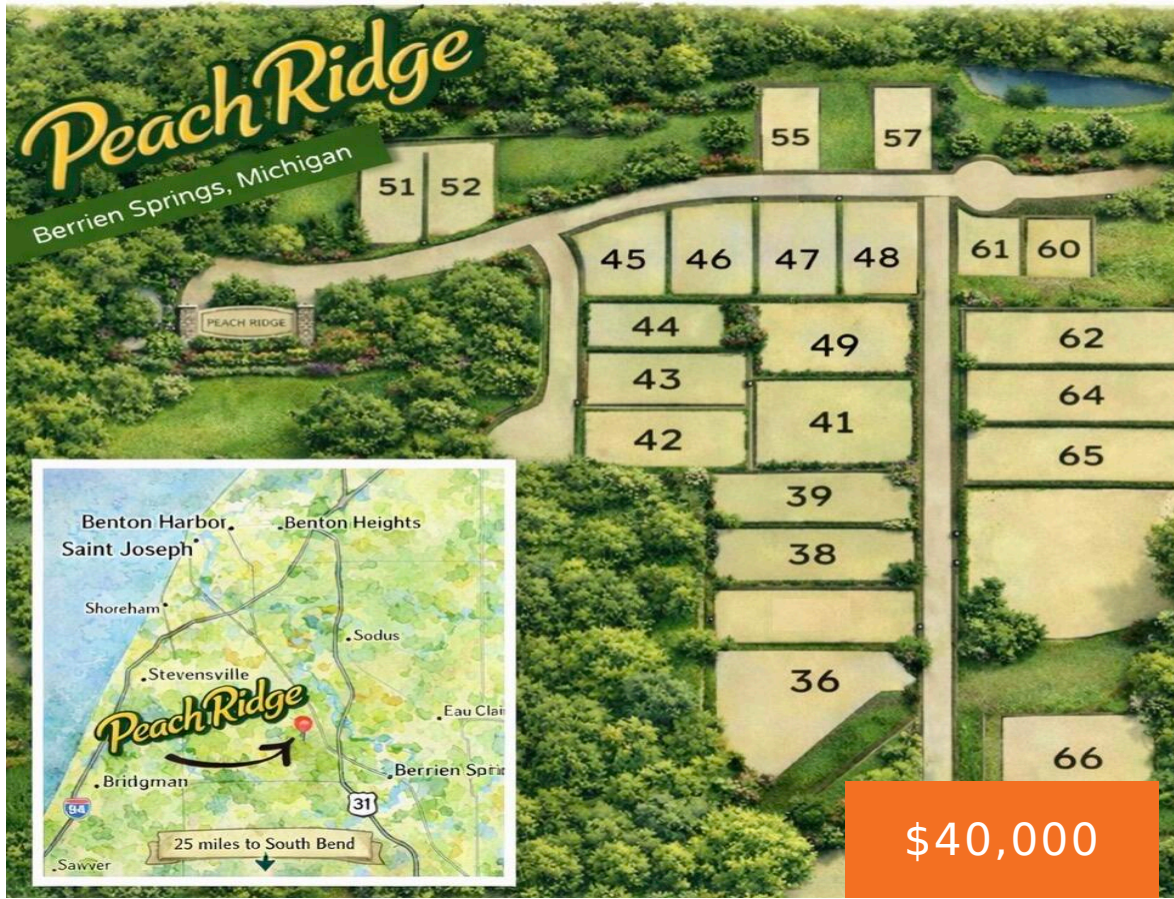 Peach Ridge
Berrien Springs, Michigan
55
57
51
52
45
46
47
48
61
60
PEACH RIDGE
44
49
62
43
64
42
41
65
39
38
36
66
Benton Harbor
Benton Heights
Saint Joseph
Shoreham
Sodus
Stevensville
Peach Ridge
Eau Clai
Bridgman
Berrien Sprin
94
31
25 miles to South Bend
Sawver
$40,000